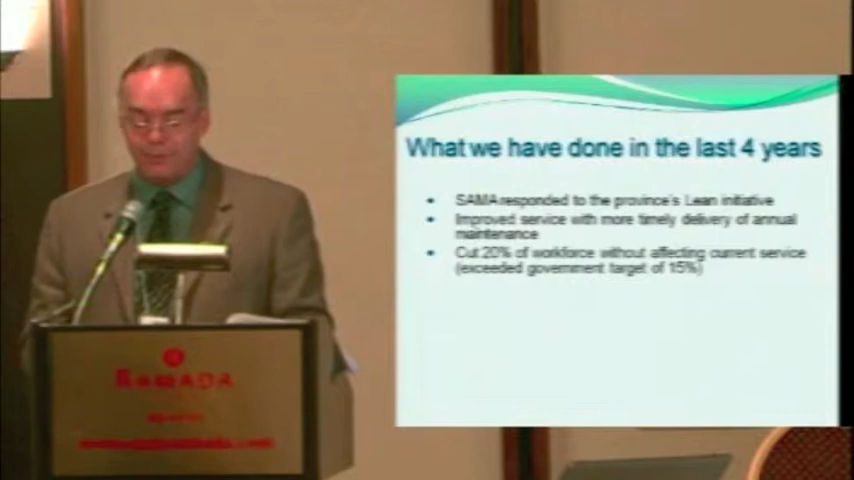 What we have done in the last 4 years
• SAMA responded to the province's Lean initiative
• Improved service with more timely delivery of annual
maintenance
• Cut 20% of workforce without affecting current service
(exceeded government target of 15%)
RAMADA